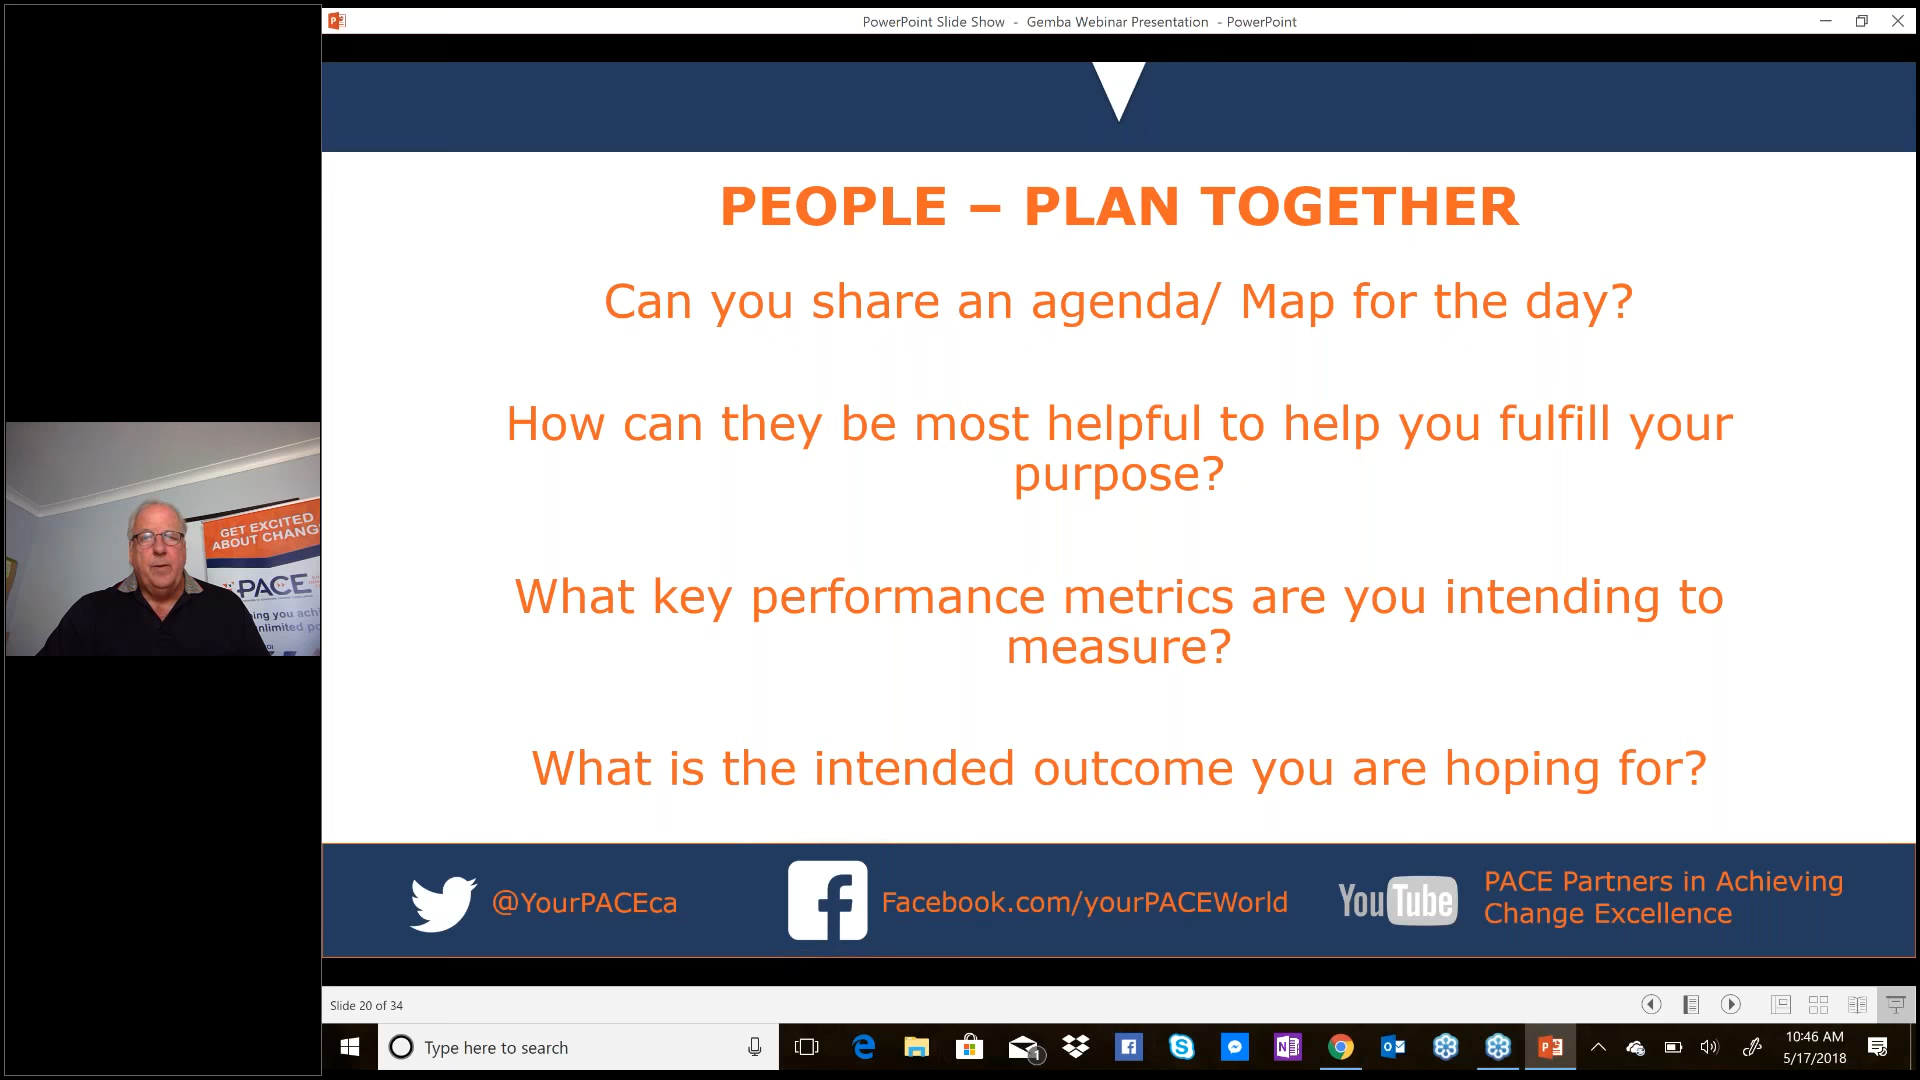 PowerPoint Slide Show - Gemba Webinar Presentation - PowerPoint
PEOPLE – PLAN TOGETHER
Can you share an agenda/ Map for the day?
How can they be most helpful to help you fulfill your
purpose?
What key performance metrics are you intending to
measure?
What is the intended outcome you are hoping for?
GET EXCITED
ABOUT CHANG
PACE
@YourPACEca
Facebook.com/yourPACEWorld
YouTube
PACE Partners in Achieving
Change Excellence
Slide 20 of 34
Type here to search
1
10:46 AM
5/17/2018